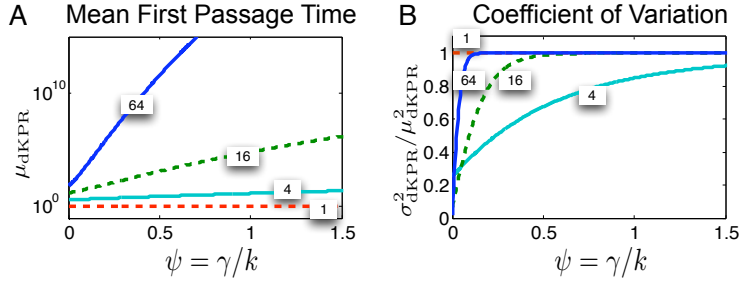 A Mean First Passage Time
μ_dKPR
10^10
10^0
64
16
4
1
0 0.5 1 1.5
ψ = γ/k
B Coefficient of Variation
σ²_dKPR/μ²_dKPR
1
0.8
0.6
0.4
0.2
0
1
64 16
4
0 0.5 1 1.5
ψ = γ/k